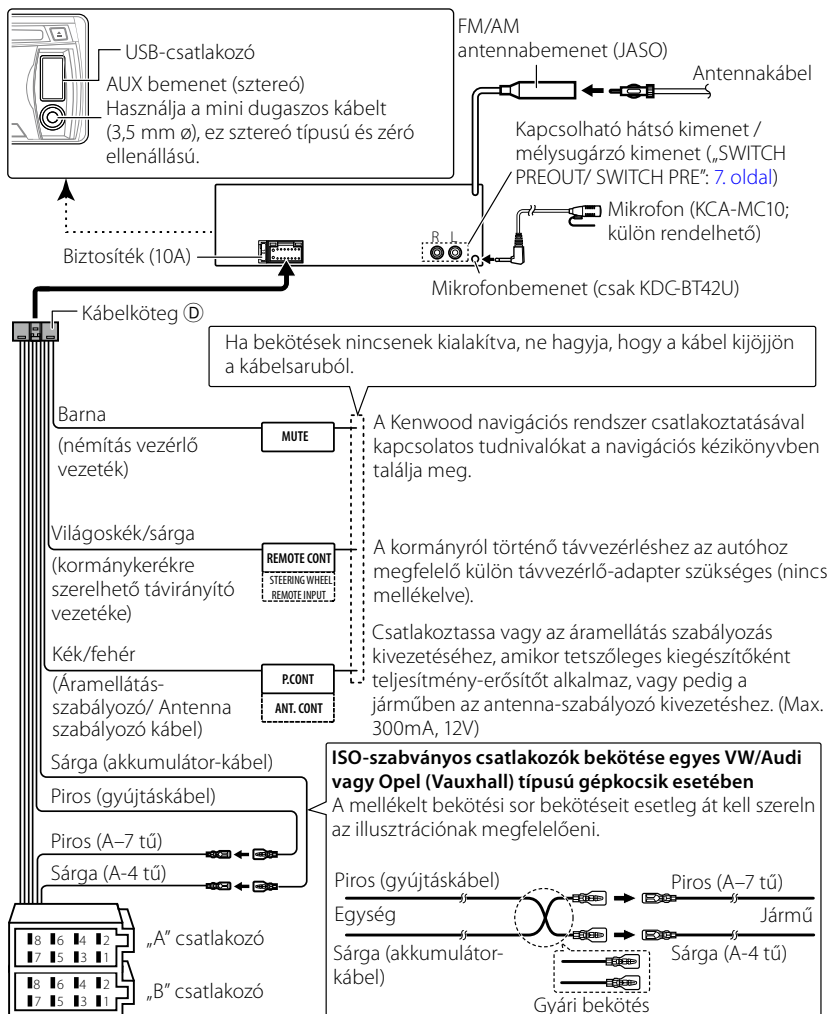 USB-csatlakozó
AUX bemenet (sztereó)
Használja a mini dugaszos kábelt
(3,5 mm ø), ez sztereó típusú és zéró
ellenállású.
FM/AM
antennabemenet (JASO)
Antennakábel
Kapcsolható hátsó kimenet /
mélysugárzó kimenet („SWITCH
PREOUT/ SWITCH PRE”: 7. oldal)
R L
Mikrofon (KCA-MC10;
külön rendelhető)
Biztosíték (10A)
Mikrofonbemenet (csak KDC-BT42U)
Kábelköteg Ⓓ
Ha bekötések nincsenek kialakítva, ne hagyja, hogy a kábel kijöjjön
a kábelsaruból.
Barna
(némítás vezérlő
vezeték)
MUTE
A Kenwood navigációs rendszer csatlakoztatásával
kapcsolatos tudnivalókat a navigációs kézikönyvben
találja meg.
Világoskék/sárga
(kormánykerékre
szerelhető távirányító
vezetéke)
REMOTE CONT
STEERING WHEEL
REMOTE INPUT
A kormányról történő távvezérléshez az autóhoz
megfelelő külön távvezérlő-adapter szükséges (nincs
mellékelve).
Kék/fehér
(Áramellátás-
szabályozó/ Antenna
szabályozó kábel)
P.CONT
ANT. CONT
Csatlakoztassa vagy az áramellátás szabályozás
kivezetéséhez, amikor tetszőleges kiegészítőként
teljesítmény-erősítőt alkalmaz, vagy pedig a
járműben az antenna-szabályozó kivezetéshez. (Max.
300mA, 12V)
Sárga (akkumulátor-kábel)
Piros (gyújtáskábel)
Piros (A–7 tű)
Sárga (A-4 tű)
8 6 4 2
7 5 3 1
„A” csatlakozó
8 6 4 2
7 5 3 1
„B” csatlakozó
ISO-szabványos csatlakozók bekötése egyes VW/Audi
vagy Opel (Vauxhall) típusú gépkocsik esetében
A mellékelt bekötési sor bekötéseit esetleg át kell szereln
az illusztrációnak megfelelőeni.
Piros (gyújtáskábel)
Piros (A–7 tű)
Egység
Jármű
Sárga (akkumulátor-
kábel)
Sárga (A-4 tű)
Gyári bekötés